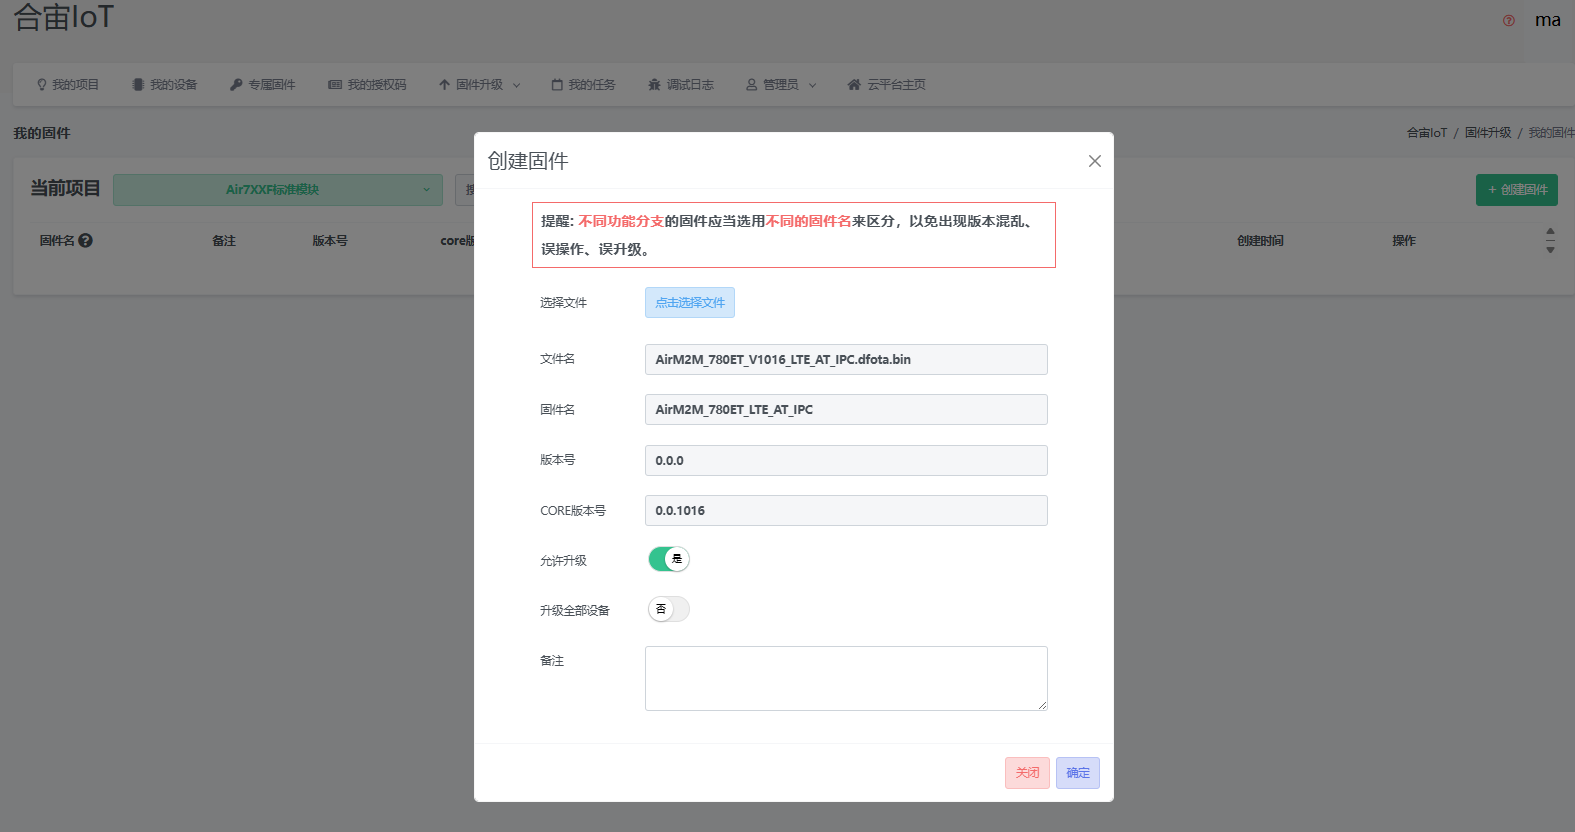 合宙IoT
ma
我的项目 我的设备 专属固件 我的授权码 固件升级 我的任务 调试日志 管理员 云平台主页
我的固件
合宙IoT / 固件升级 / 我的固件
当前项目
Air7XXF标准模块
+ 创建固件
固件名 备注 版本号 core版 创建时间 操作
创建固件
提醒: 不同功能分支的固件应当选用不同的固件名来区分，以免出现版本混乱、
误操作、误升级。
选择文件 点击选择文件
文件名 AirM2M_780ET_V1016_LTE_AT_IPC.dfota.bin
固件名 AirM2M_780ET_LTE_AT_IPC
版本号 0.0.0
CORE版本号 0.0.1016
允许升级 是
升级全部设备 否
备注
关闭 确定